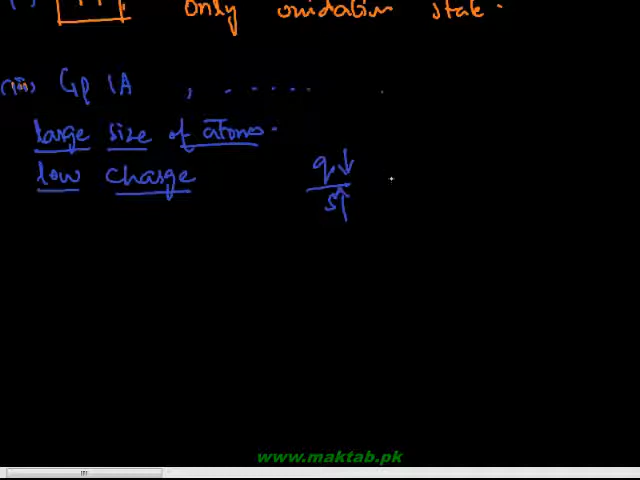 only oxidation state.
(iii) Gp IA , . . . . . .
large size of atoms.
low charge q↓
s↑
www.maktab.pk